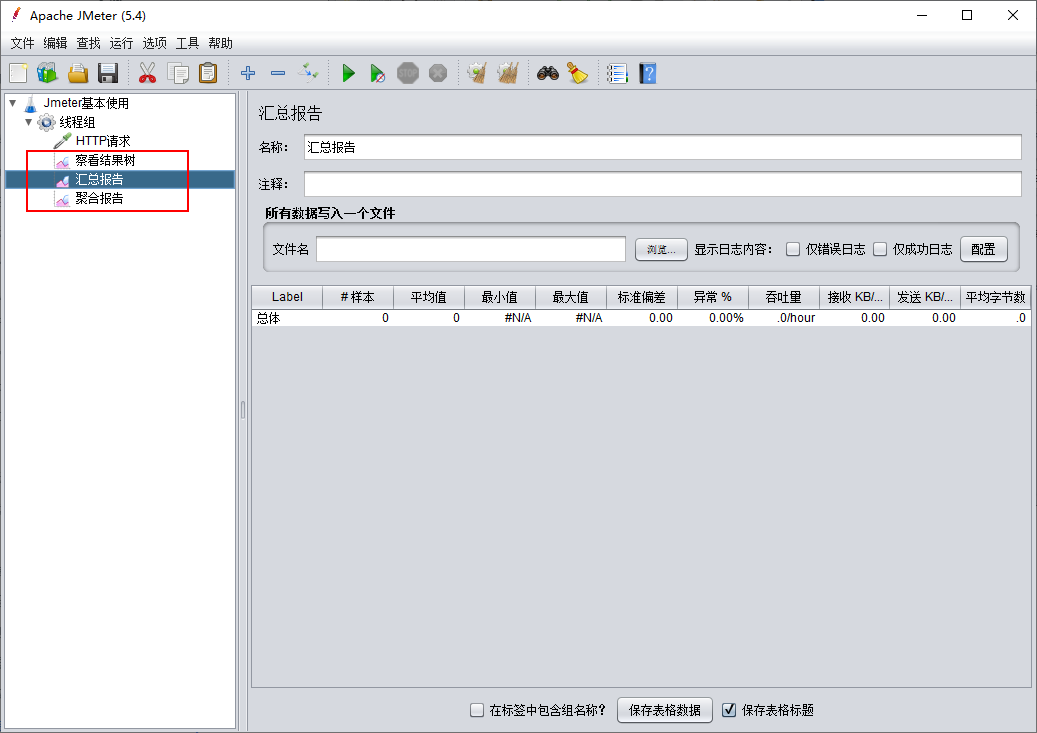 Apache JMeter (5.4)
文件 编辑 查找 运行 选项 工具 帮助
STOP
Jmeter基本使用
线程组
HTTP请求
察看结果树
汇总报告
聚合报告
汇总报告
名称： 汇总报告
注释：
所有数据写入一个文件
文件名 浏览... 显示日志内容： 仅错误日志 仅成功日志 配置
Label # 样本 平均值 最小值 最大值 标准偏差 异常 % 吞吐量 接收 KB/... 发送 KB/... 平均字节数
总体 0 0 #N/A #N/A 0.00 0.00% .0/hour 0.00 0.00 .0
在标签中包含组名称? 保存表格数据 保存表格标题